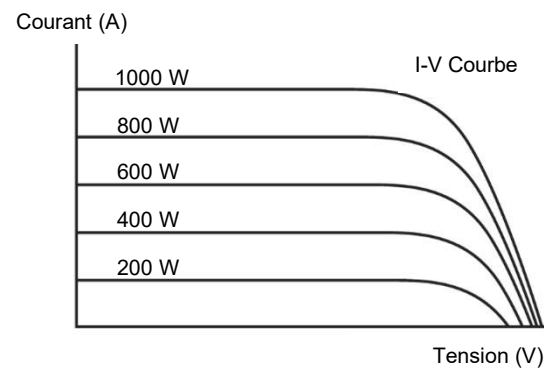 Courant (A)
I-V Courbe
1000 W
800 W
600 W
400 W
200 W
Tension (V)